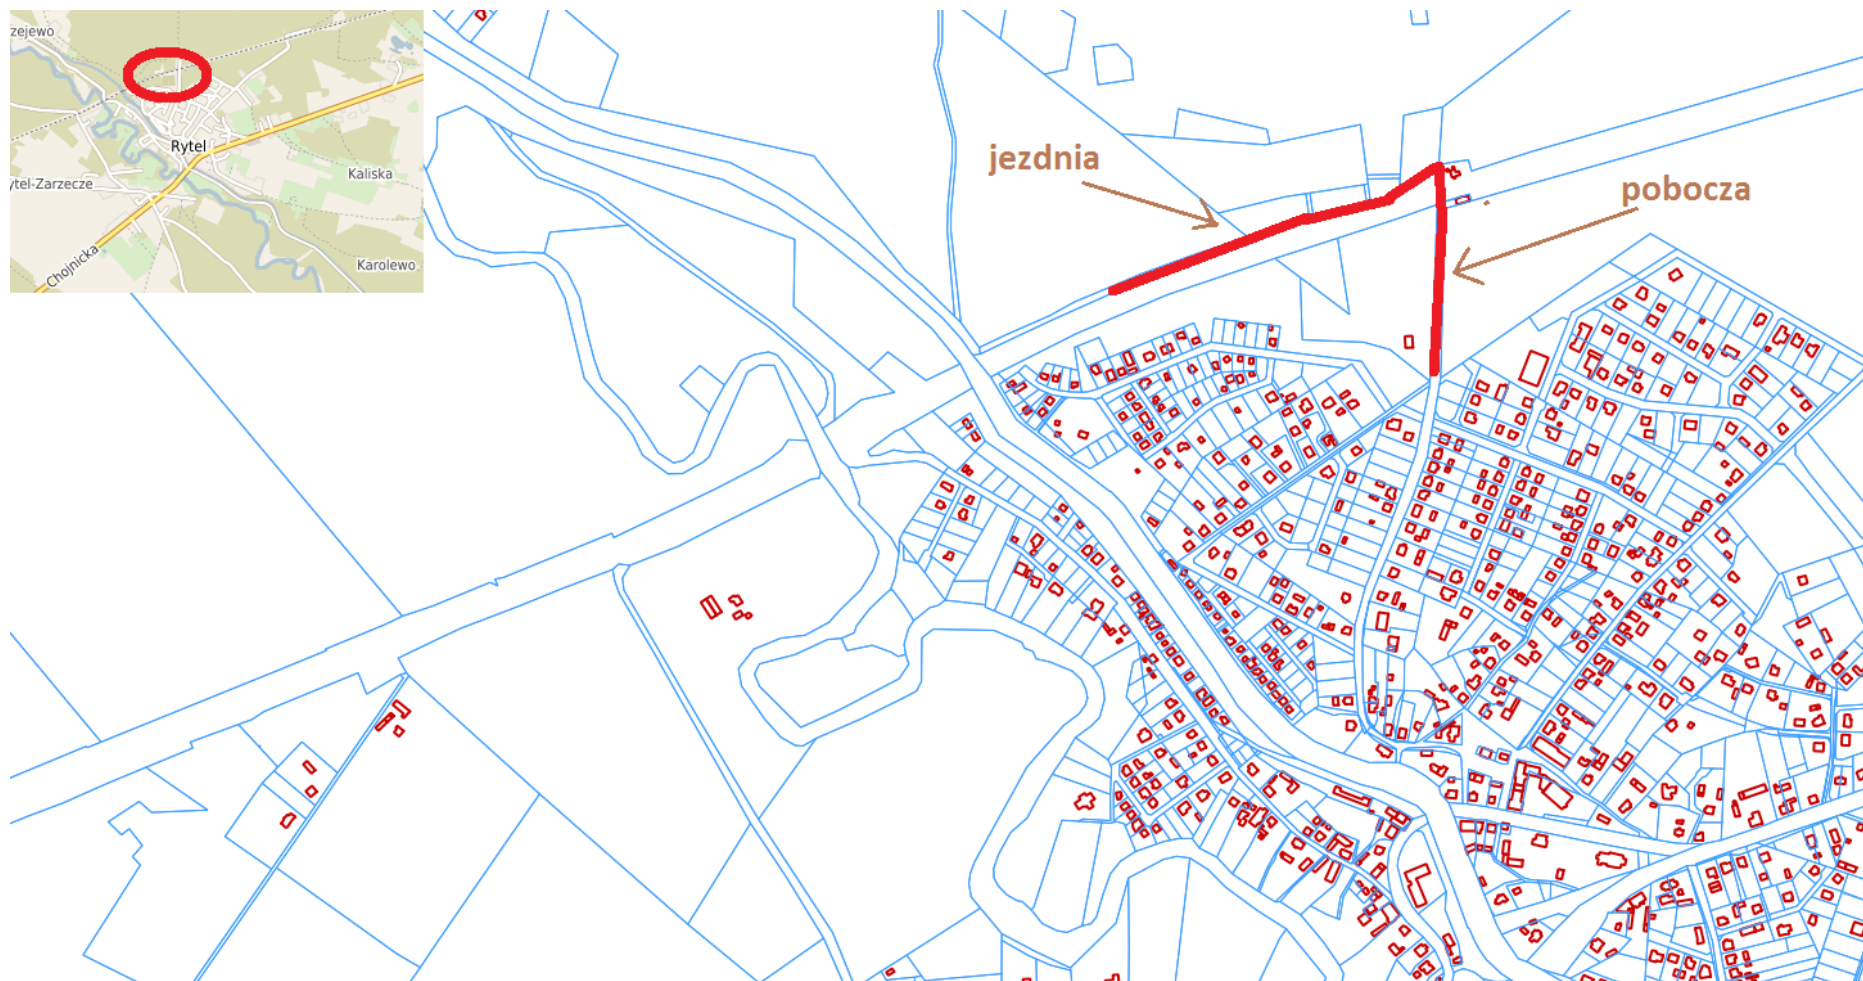 zejewo
Rytel
ytel-Zarzecze
Kaliska
Karolewo
Chojnicka
jezdnia
pobocza